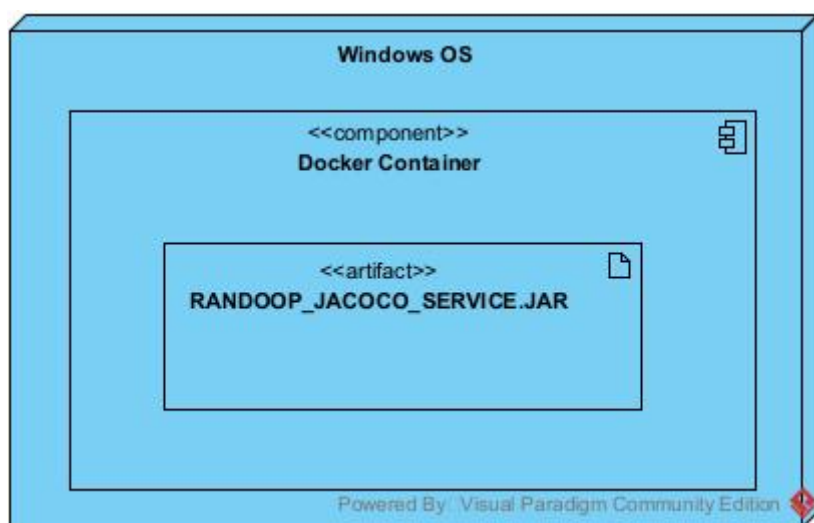 Windows OS
<<component>>
Docker Container
<<artifact>>
RANDOOP_JACOCO_SERVICE.JAR
Powered By Visual Paradigm Community Edition